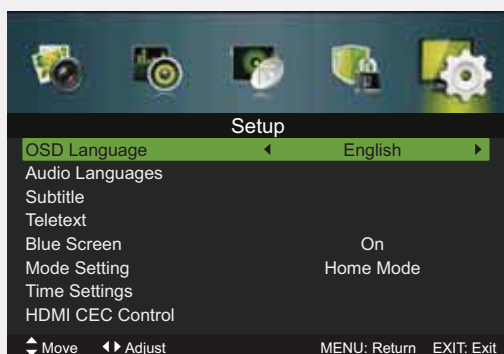 Setup
OSD Language English
Audio Languages
Subtitle
Teletext
Blue Screen On
Mode Setting Home Mode
Time Settings
HDMI CEC Control
Move Adjust MENU: Return EXIT: Exit